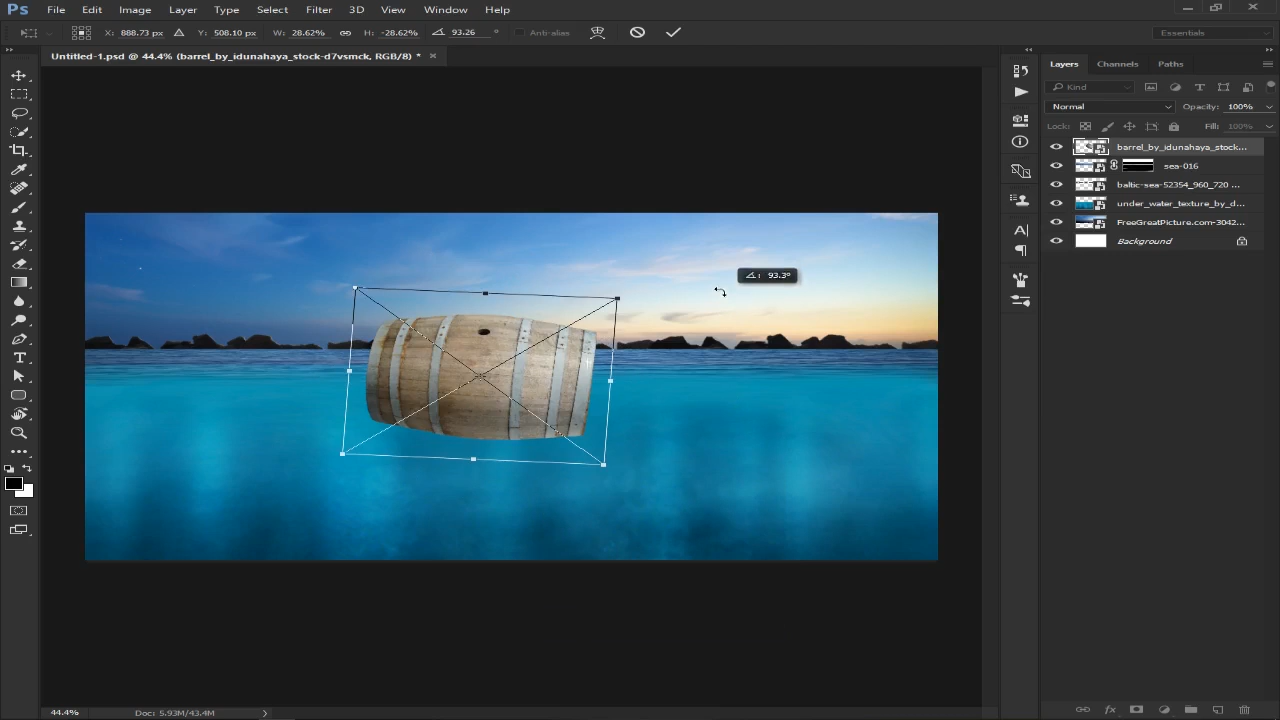 Ps File Edit Image Layer Type Select Filter 3D View Window Help
X: 888.73 px Y: 508.10 px W: 28.62% H: -28.62% 93.26 ° Anti-alias Essentials
Untitled-1.psd @ 44.4% (barrel_by_idunahaya_stock-d7vsmck, RGB/8) * ×
Layers Channels Paths
Kind
Normal Opacity: 100%
Lock: Fill: 100%
barrel_by_idunahaya_stock...
sea-016
baltic-sea-52354_960_720 ...
under_water_texture_by_d...
FreeGreatPicture.com-3042...
Background
93.3°
44.4% Doc: 5.93M/43.4M